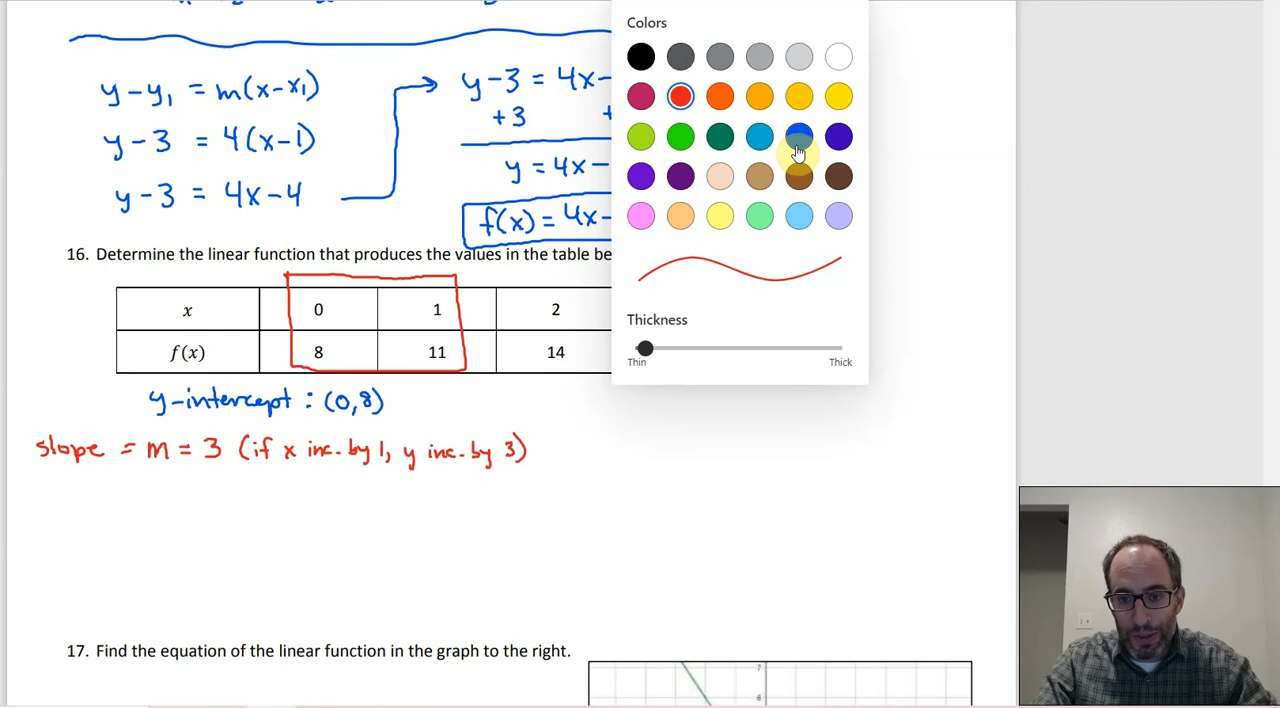 Colors
y-y₁ = m(x-x₁)
y-3 = 4(x-1)
y-3 = 4x-4
y-3 = 4x-
+3
y = 4x-
f(x) = 4x-
16. Determine the linear function that produces the values in the table be
x 0 1 2
f(x) 8 11 14
y-intercept : (0,8)
slope = m = 3 (if x inc. by 1, y inc. by 3)
Thickness
Thin Thick
17. Find the equation of the linear function in the graph to the right.